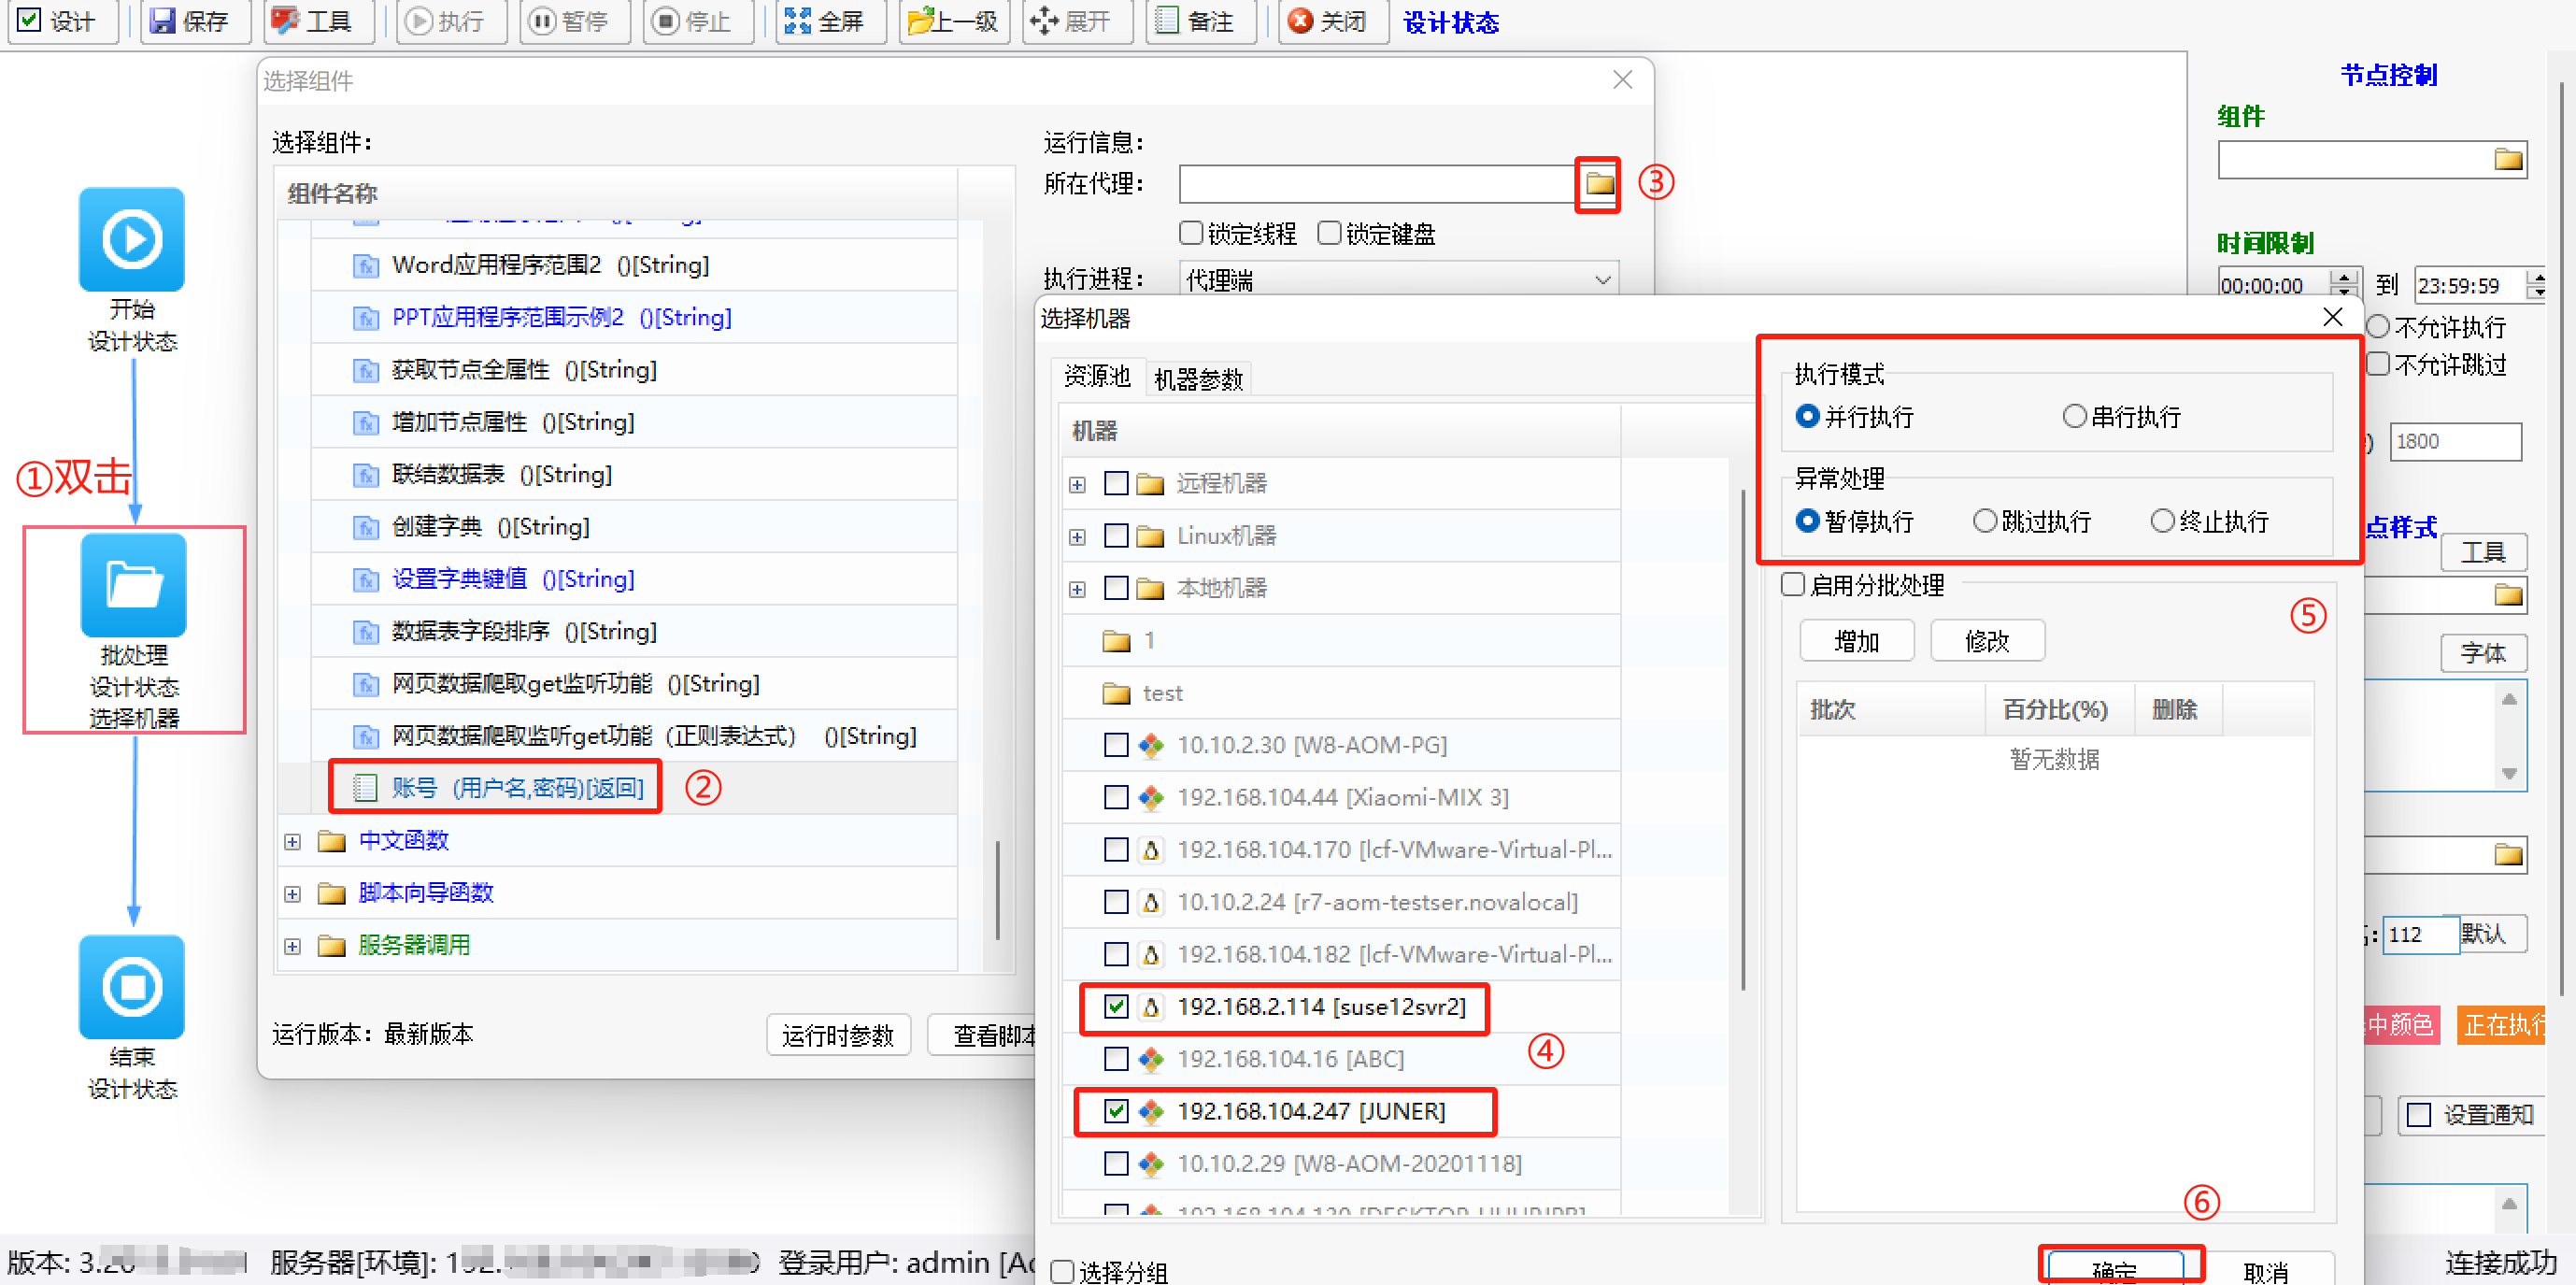 设计 保存 工具 执行 暂停 停止 全屏 上一级 展开 备注 关闭 设计状态
开始
设计状态
①双击
批处理
设计状态
选择机器
结束
设计状态
选择组件
选择组件：
组件名称
Word应用程序范围2 ()[String]
PPT应用程序范围示例2 ()[String]
获取节点全属性 ()[String]
增加节点属性 ()[String]
联结数据表 ()[String]
创建字典 ()[String]
设置字典键值 ()[String]
数据表字段排序 ()[String]
网页数据爬取get监听功能 ()[String]
网页数据爬取监听get功能（正则表达式） ()[String]
账号 (用户名,密码)[返回] ②
中文函数
脚本向导函数
服务器调用
运行版本：最新版本
运行时参数 查看脚本
运行信息：
所在代理： ③
锁定线程 锁定键盘
执行进程： 代理端
选择机器
资源池 机器参数
机器
远程机器
Linux机器
本地机器
1
test
10.10.2.30 [W8-AOM-PG]
192.168.104.44 [Xiaomi-MIX 3]
192.168.104.170 [lcf-VMware-Virtual-Pl...
10.10.2.24 [r7-aom-testser.novalocal]
192.168.104.182 [lcf-VMware-Virtual-Pl...
192.168.2.114 [suse12svr2]
④
192.168.104.16 [ABC]
192.168.104.247 [JUNER]
10.10.2.29 [W8-AOM-20201118]
选择分组
执行模式
并行执行 串行执行
异常处理
暂停执行 跳过执行 终止执行
启用分批处理
⑤
增加 修改
批次 百分比(%) 删除
暂无数据
⑥
确定 取消
节点控制
组件
时间限制
00:00:00 到 23:59:59
不允许执行
不允许跳过
) 1800
点样式
工具
字体
: 112 默认
中颜色 正在执行
设置通知
版本: 3.20 服务器[环境]: 1 登录用户: admin [A 连接成功